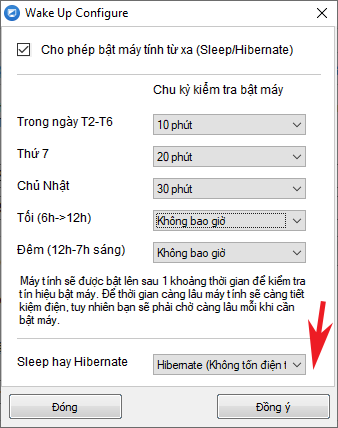 Wake Up Configure
Cho phép bật máy tính từ xa (Sleep/Hibernate)
Chu kỳ kiểm tra bật máy
Trong ngày T2-T6 10 phút
Thứ 7 20 phút
Chủ Nhật 30 phút
Tối (6h->12h) Không bao giờ
Đêm (12h-7h sáng) Không bao giờ
Máy tính sẽ được bật lên sau 1 khoảng thời gian để kiểm tra
tín hiệu bật máy. Để thời gian càng lâu máy tính sẽ càng tiết
kiệm điện, tuy nhiên bạn sẽ phải chờ càng lâu mỗi khi cần
bật máy.
Sleep hay Hibernate Hibernate (Không tốn điện t
Đóng Đồng ý